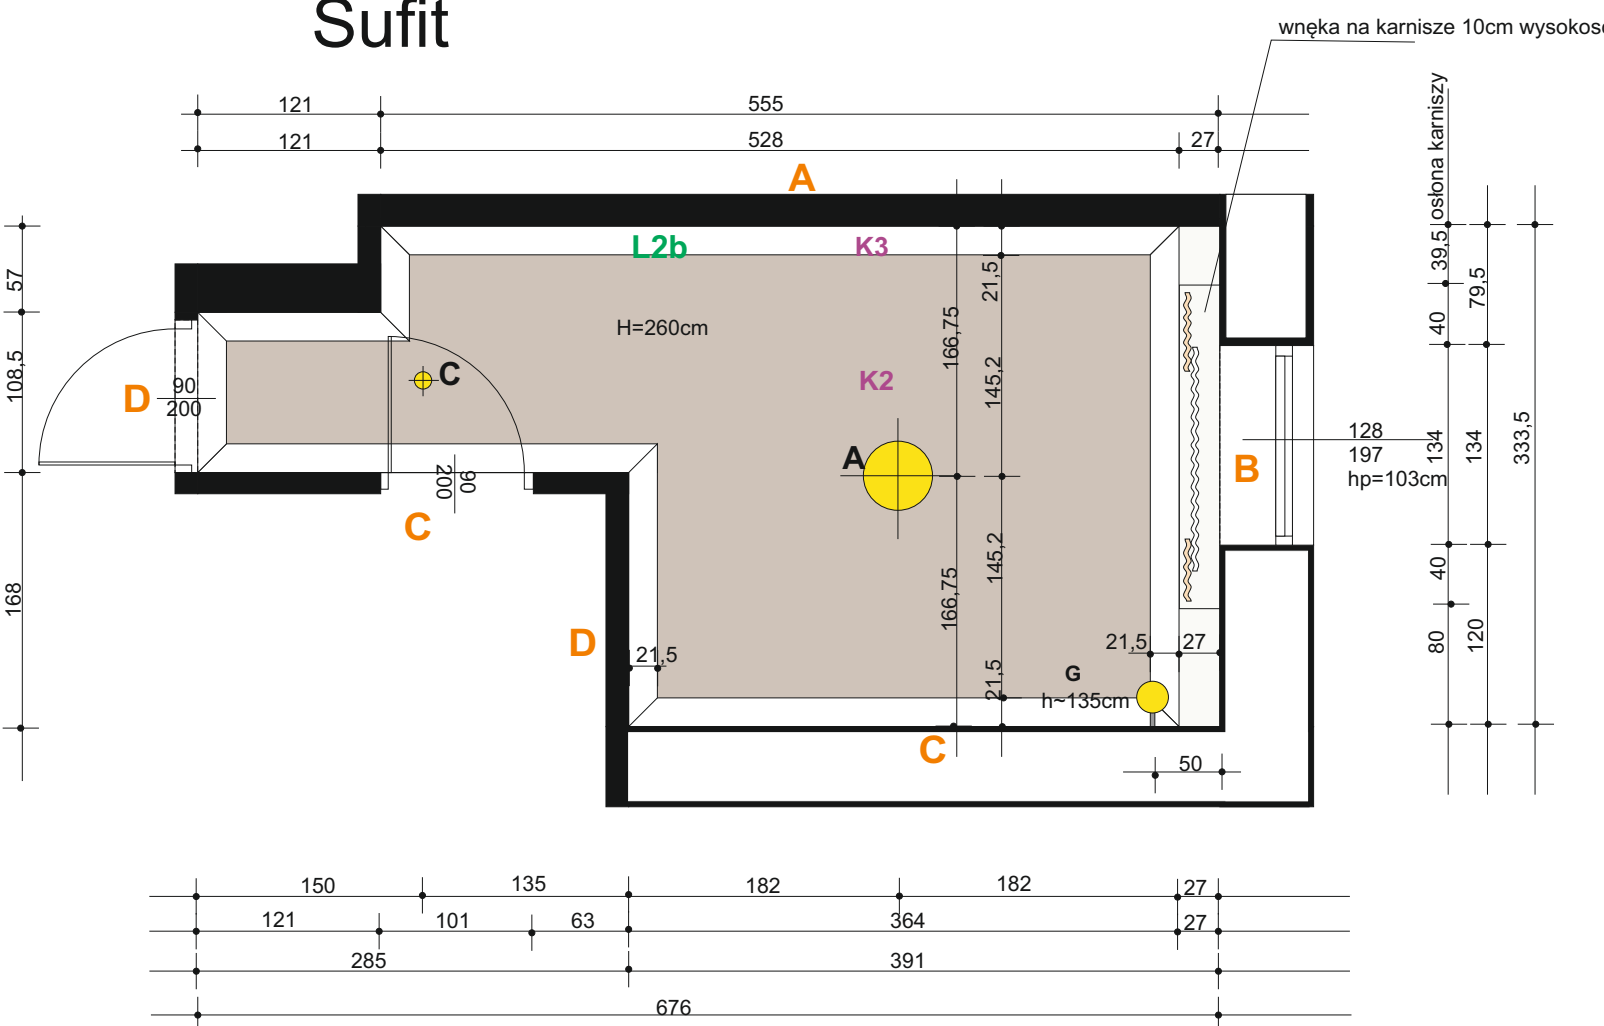 Sufit
wnęka na karnisze 10cm wysokoś
121
555
121
528
27
osłona karniszy
A
L2b
K3
39,5
79,5
57
21,5
H=260cm
166,75
40
108,5
145,2
K2
C
D
90
200
A
128
197
hp=103cm
134
134
333,5
B
90
200
C
145,2
40
168
166,75
D
21,5
21,5
27
80
120
21,5
G
h~135cm
C
50
150
135
182
182
27
121
101
63
364
27
285
391
676